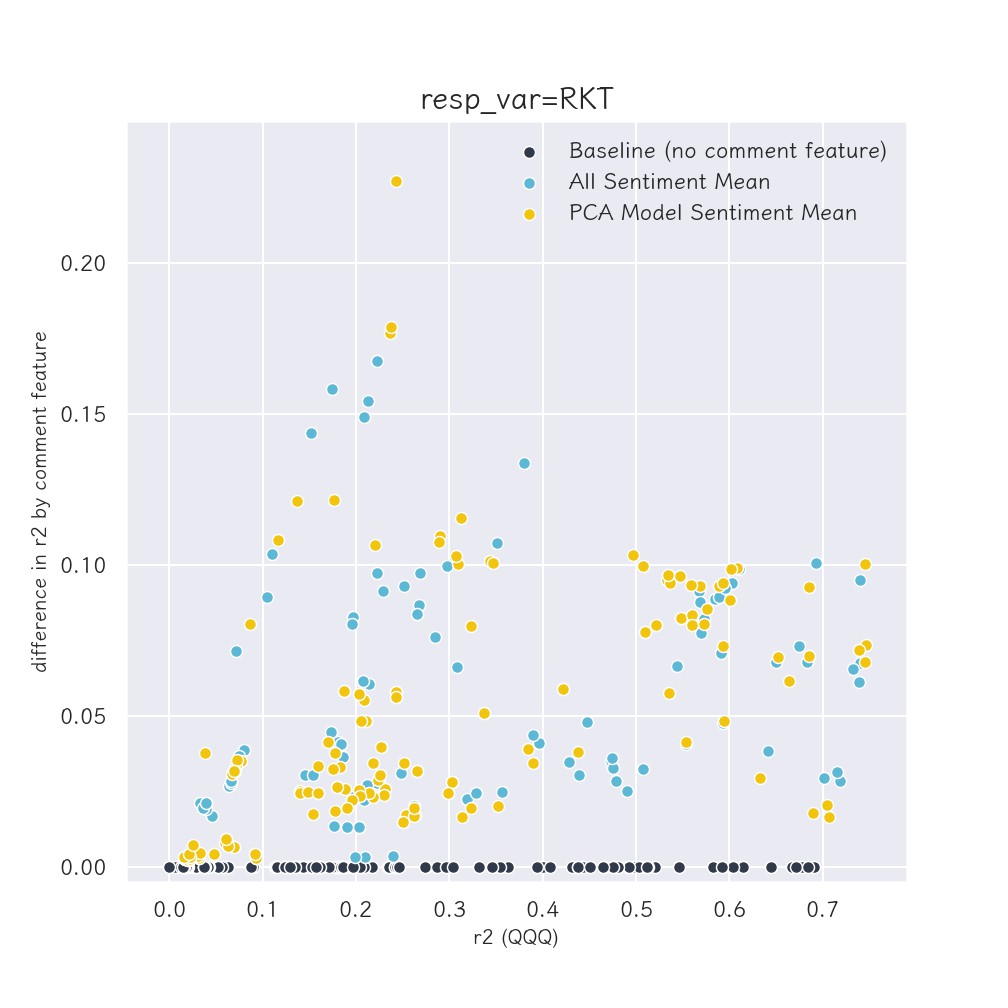 resp_var=RKT
Baseline (no comment feature)
All Sentiment Mean
PCA Model Sentiment Mean
difference in r2 by comment feature
0.20
0.15
0.10
0.05
0.00
0.0 0.1 0.2 0.3 0.4 0.5 0.6 0.7
r2 (QQQ)